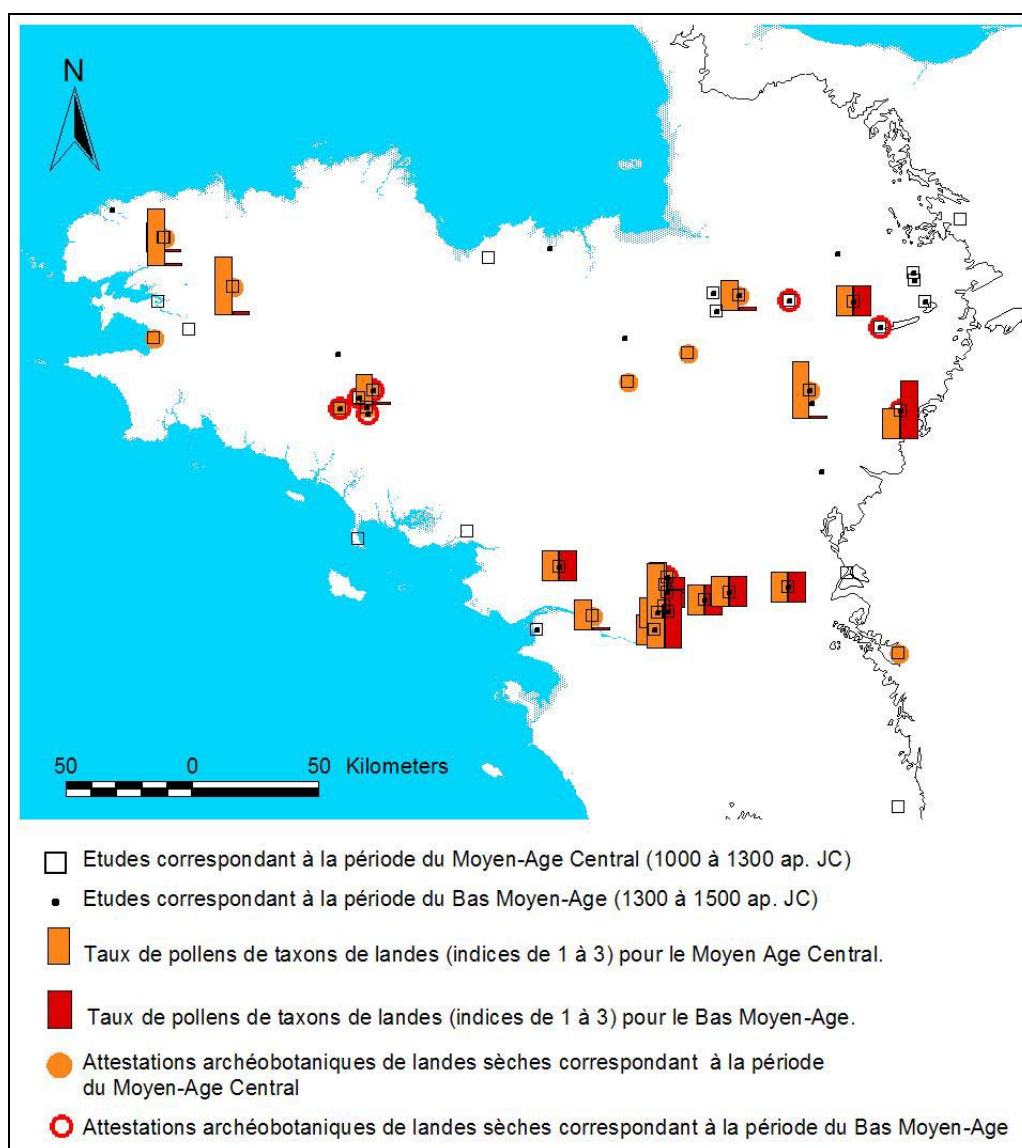 N
50 0 50 Kilometers
Etudes correspondant à la période du Moyen-Age Central (1000 à 1300 ap. JC)
Etudes correspondant à la période du Bas Moyen-Age (1300 à 1500 ap. JC)
Taux de pollens de taxons de landes (indices de 1 à 3) pour le Moyen Age Central.
Taux de pollens de taxons de landes (indices de 1 à 3) pour le Bas Moyen-Age.
Attestations archéobotaniques de landes sèches correspondant à la période
du Moyen-Age Central
Attestations archéobotaniques de landes sèches correspondant à la période du Bas Moyen-Age